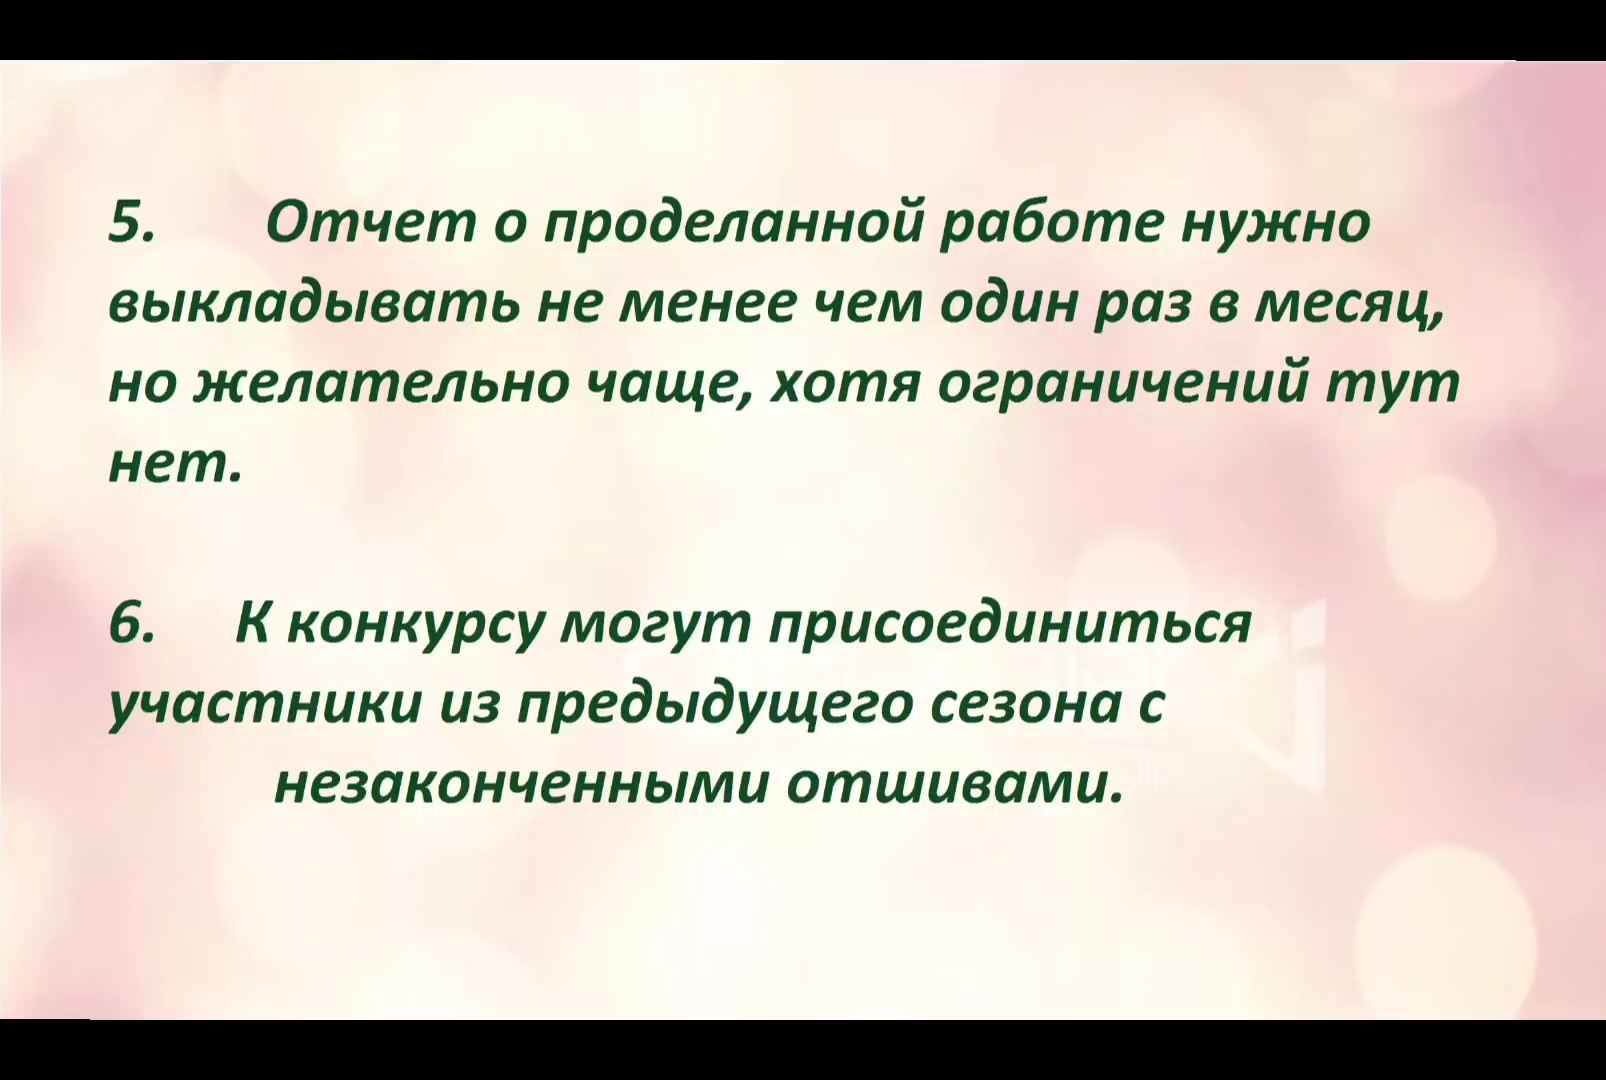 5. Отчет о проделанной работе нужно
выкладывать не менее чем один раз в месяц,
но желательно чаще, хотя ограничений тут
нет.
6. К конкурсу могут присоединиться
участники из предыдущего сезона с
незаконченными отшивами.